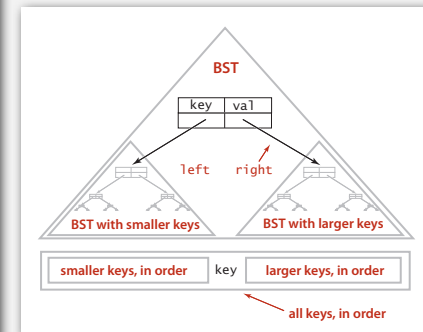 BST
key val
left right
BST with smaller keys BST with larger keys
smaller keys, in order key larger keys, in order
all keys, in order